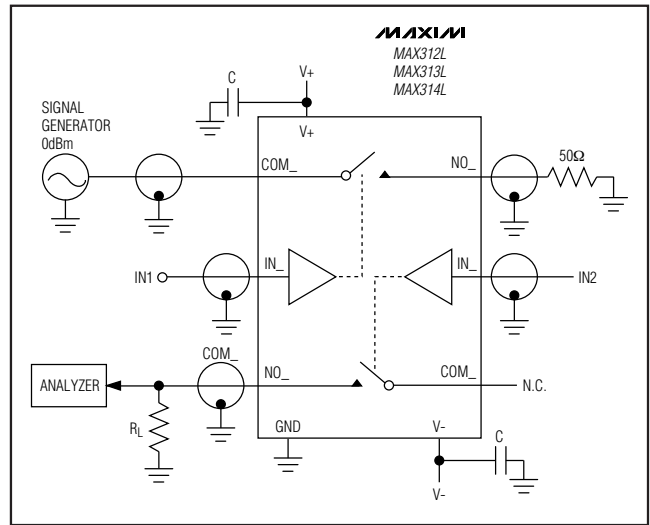 MAXIM
MAX312L
MAX313L
MAX314L
C
V+
V+
SIGNAL
GENERATOR
0dBm
COM_
NO_
50Ω
IN1
IN_
IN_
IN2
COM_
NO_
COM_
N.C.
ANALYZER
RL
GND
V-
C
V-